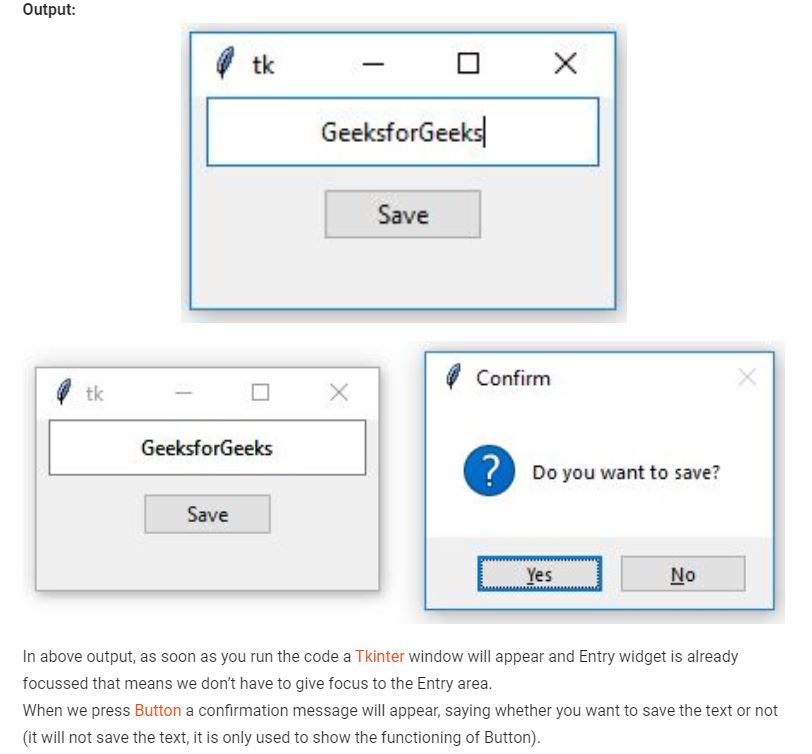 Output:
tk
GeeksforGeeks
Save
tk
GeeksforGeeks
Save
Confirm
Do you want to save?
Yes
No
In above output, as soon as you run the code a Tkinter window will appear and Entry widget is already
focussed that means we don’t have to give focus to the Entry area.
When we press Button a confirmation message will appear, saying whether you want to save the text or not
(it will not save the text, it is only used to show the functioning of Button).